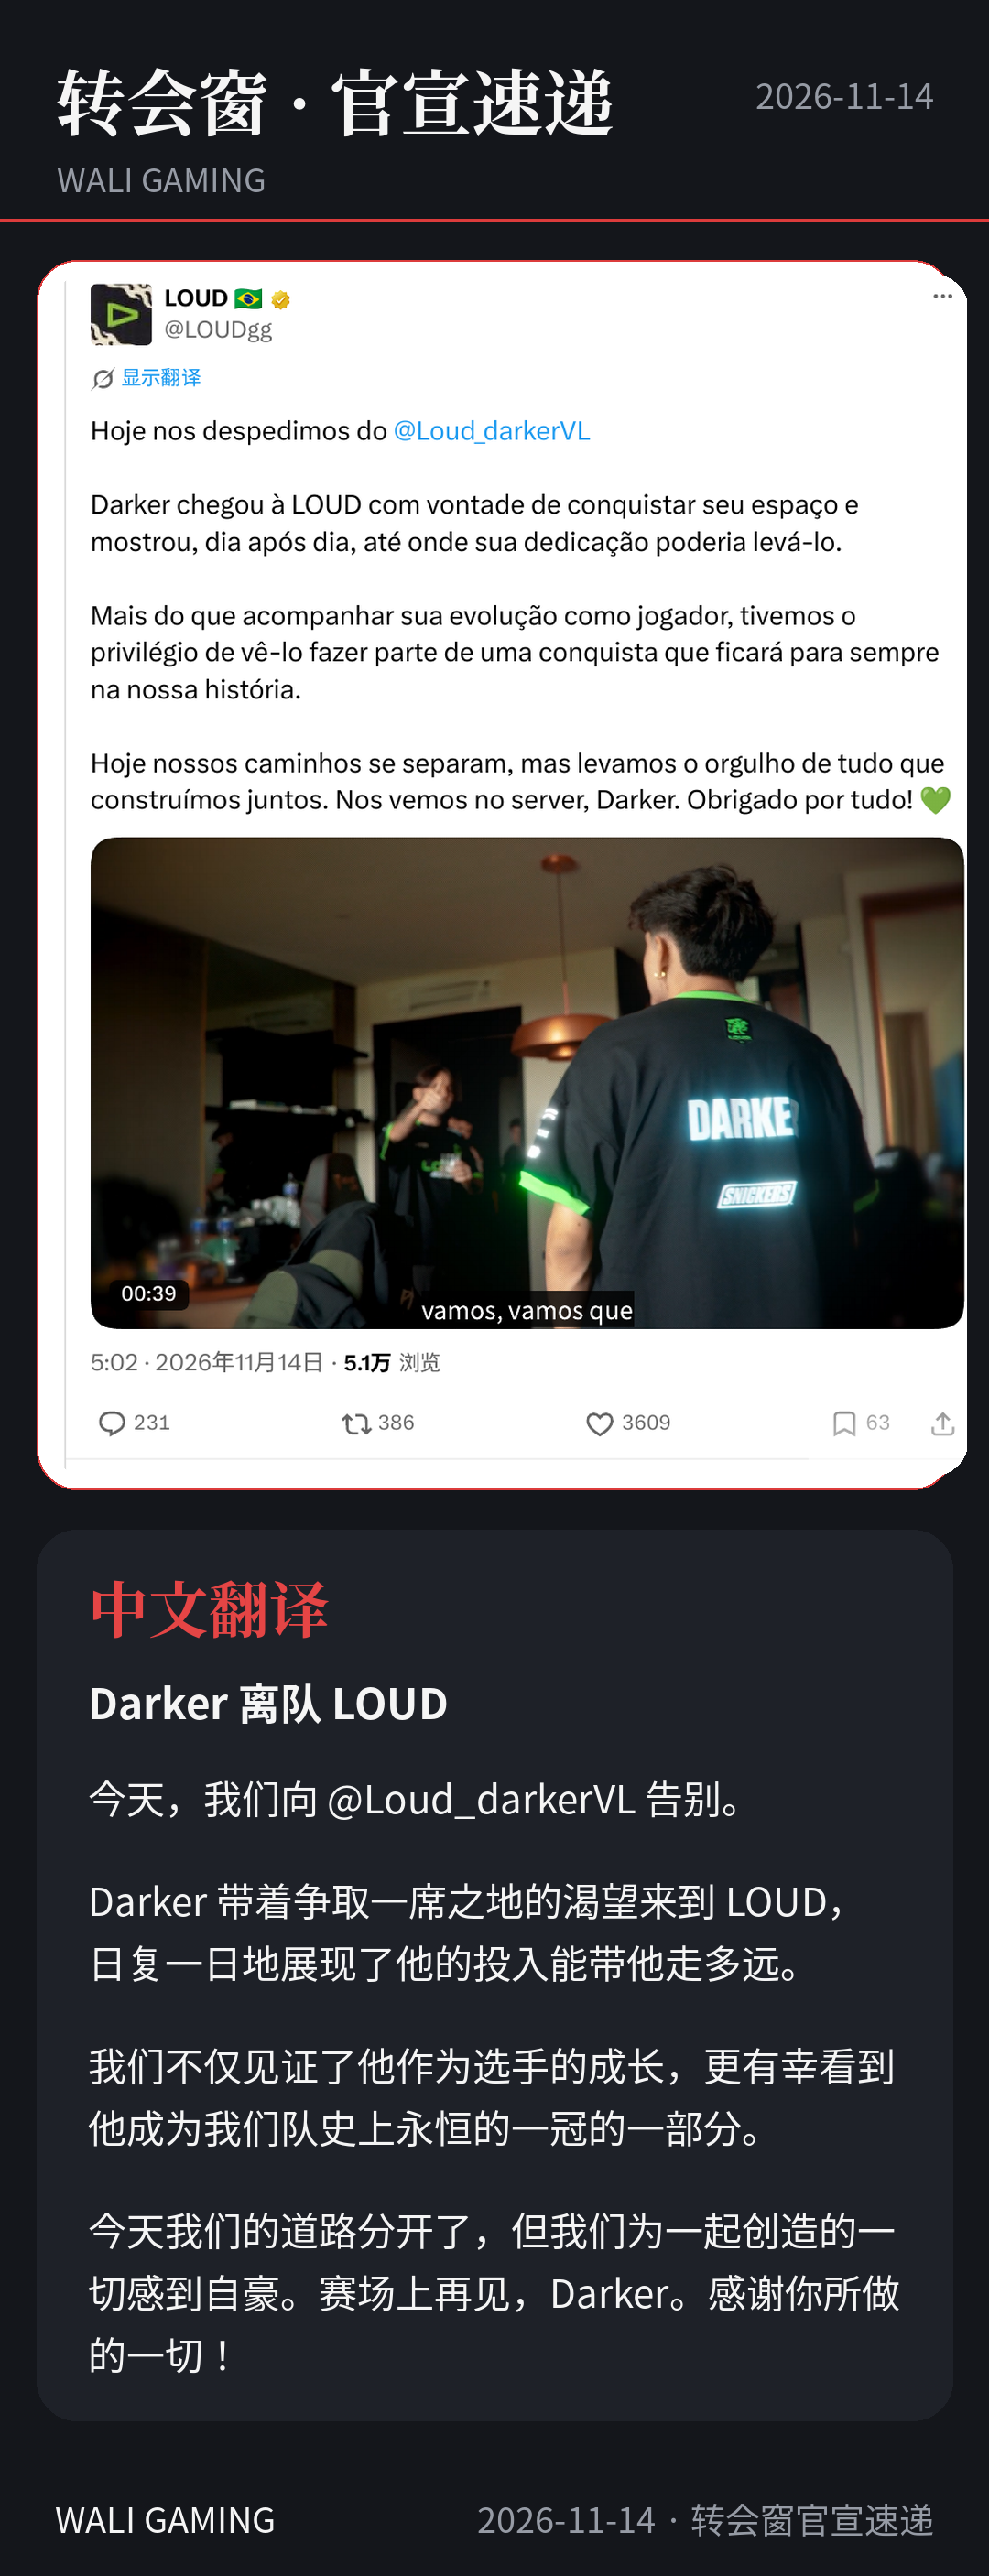 转会窗 · 官宣速递
2026-11-14
WALI GAMING
LOUD 🇧🇷
@LOUDgg
显示翻译
Hoje nos despedimos do @Loud_darkerVL
Darker chegou à LOUD com vontade de conquistar seu espaço e
mostrou, dia após dia, até onde sua dedicação poderia levá-lo.
Mais do que acompanhar sua evolução como jogador, tivemos o
privilégio de vê-lo fazer parte de uma conquista que ficará para sempre
na nossa história.
Hoje nossos caminhos se separam, mas levamos o orgulho de tudo que
construímos juntos. Nos vemos no server, Darker. Obrigado por tudo! 💚
DARKE
SNICKERS
00:39
vamos, vamos que
5:02 · 2026年11月14日 · 5.1万 浏览
231 386 3609 63
中文翻译
Darker 离队 LOUD
今天，我们向 @Loud_darkerVL 告别。
Darker 带着争取一席之地的渴望来到 LOUD，
日复一日地展现了他的投入能带他走多远。
我们不仅见证了他作为选手的成长，更有幸看到
他成为我们队史上永恒的一冠的一部分。
今天我们的道路分开了，但我们为一起创造的一
切感到自豪。赛场上再见，Darker。感谢你所做
的一切！
WALI GAMING
2026-11-14 · 转会窗官宣速递